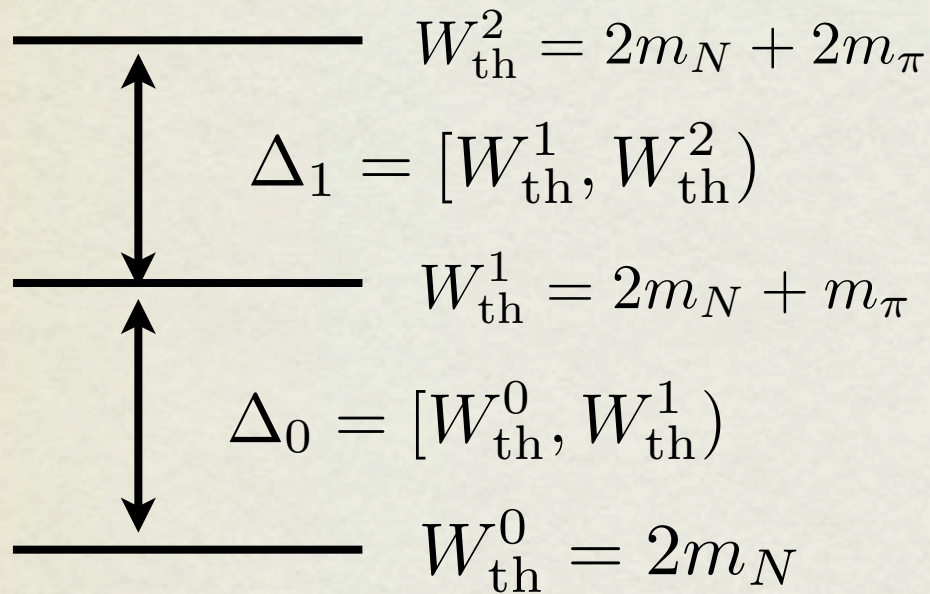 W_th^2 = 2m_N + 2m_π
Δ_1 = [W_th^1, W_th^2)
W_th^1 = 2m_N + m_π
Δ_0 = [W_th^0, W_th^1)
W_th^0 = 2m_N